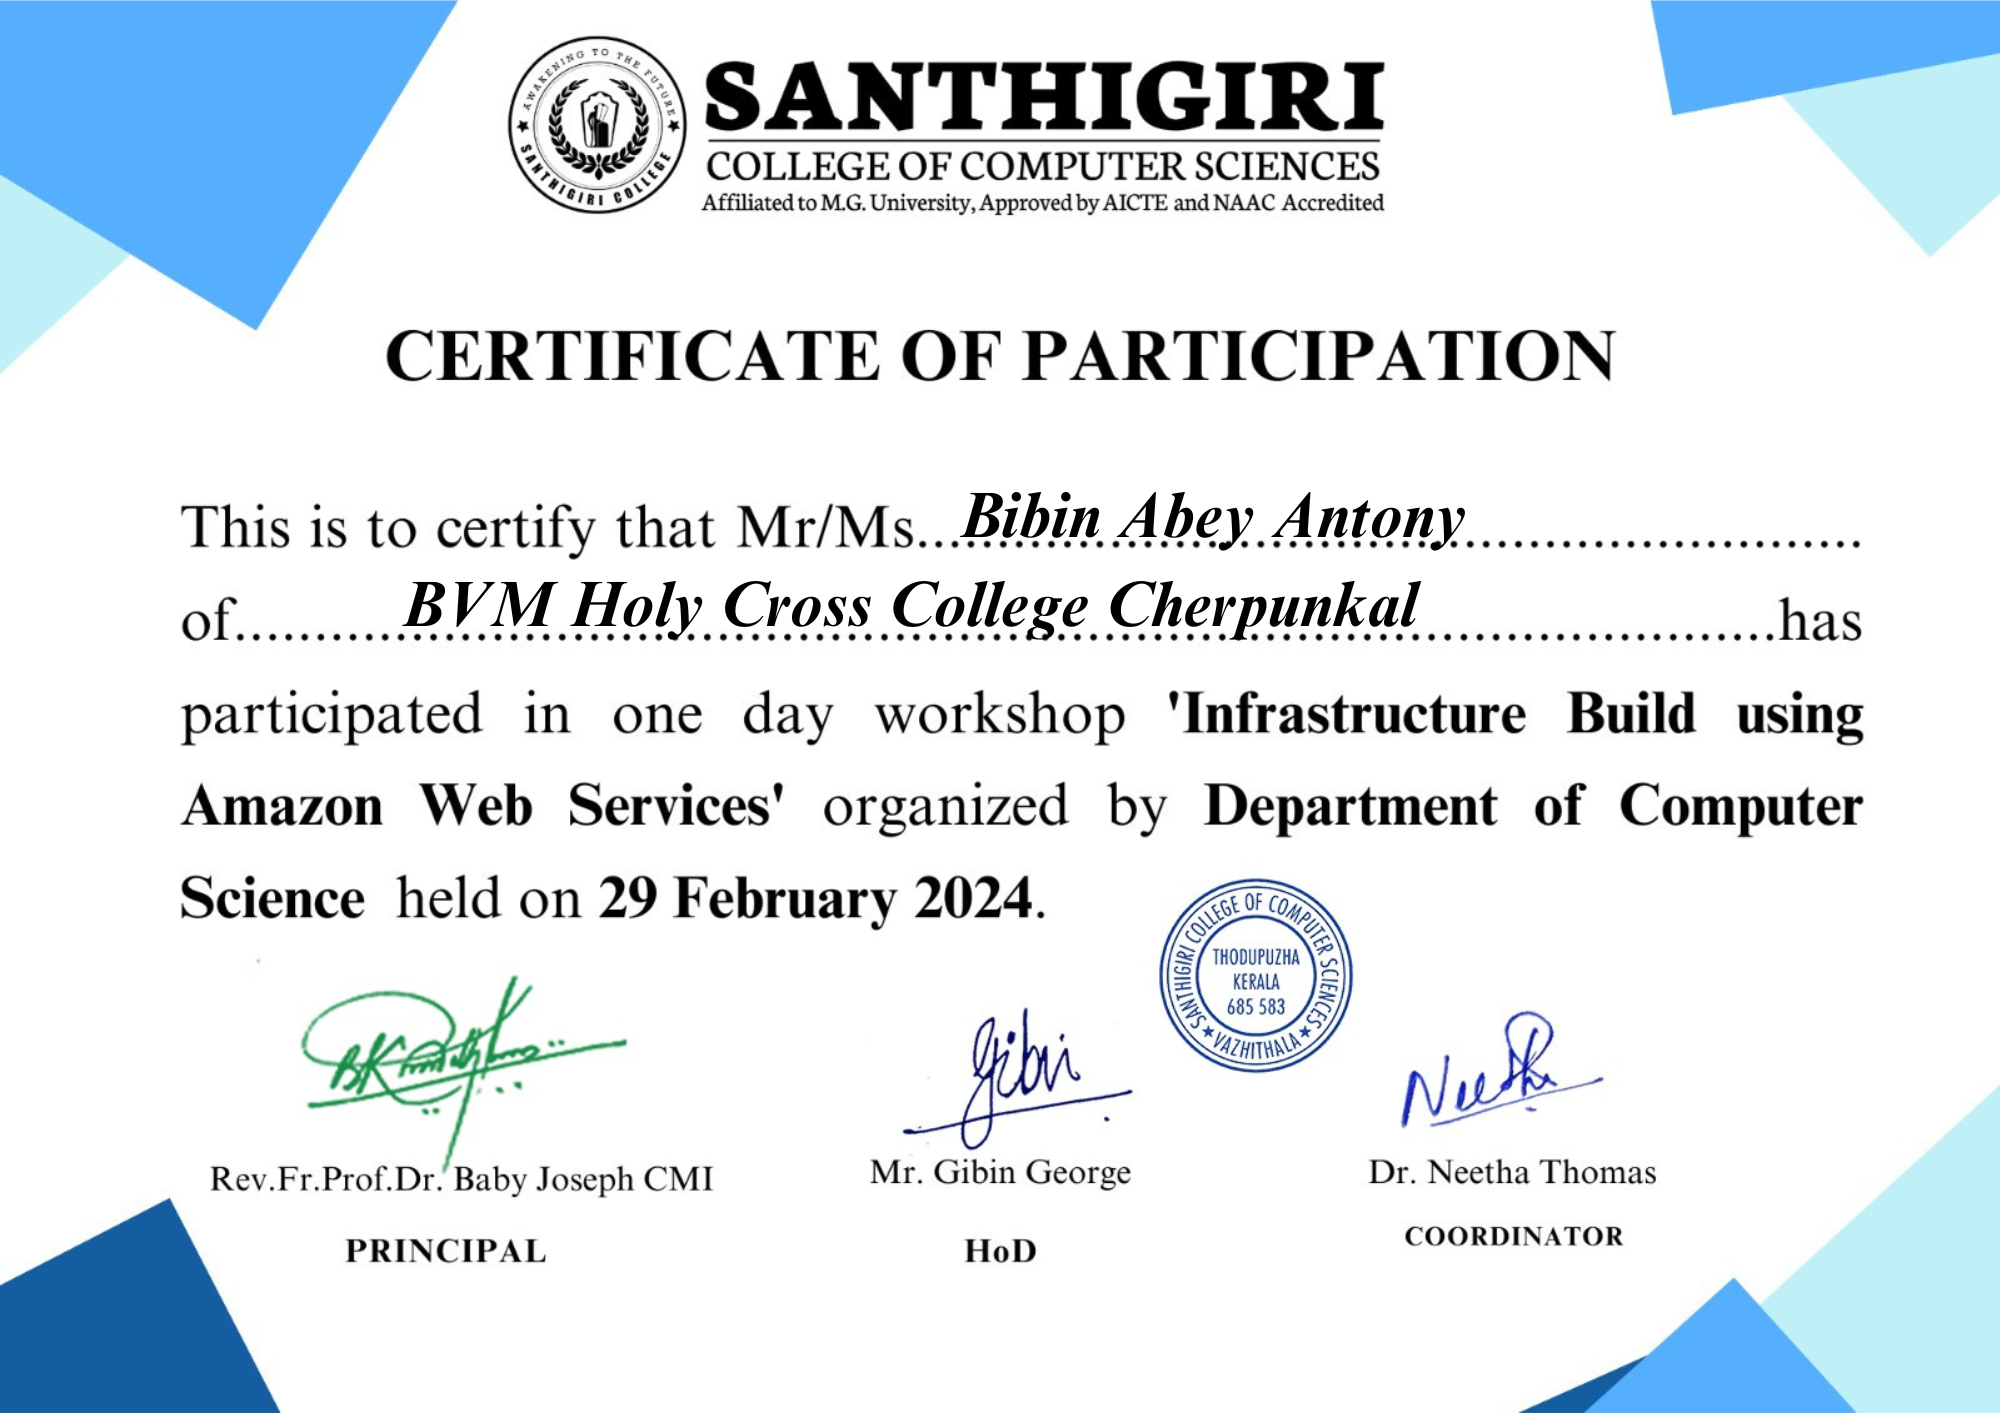 AWAKENING TO THE FUTURE
SANTHIGIRI COLLEGE
SANTHIGIRI
COLLEGE OF COMPUTER SCIENCES
Affiliated to M.G. University, Approved by AICTE and NAAC Accredited
CERTIFICATE OF PARTICIPATION
This is to certify that Mr/Ms...Bibin Abey Antony..............................
of..........BVM Holy Cross College Cherpunkal......................has
participated in one day workshop 'Infrastructure Build using
Amazon Web Services' organized by Department of Computer
Science held on 29 February 2024.
SANTHIGIRI COLLEGE OF COMPUTER SCIENCES
THODUPUZHA
KERALA
685 583
★ VAZHITHALA ★
Gibin
Neetha
Rev.Fr.Prof.Dr. Baby Joseph CMI
Mr. Gibin George
Dr. Neetha Thomas
PRINCIPAL
HoD
COORDINATOR